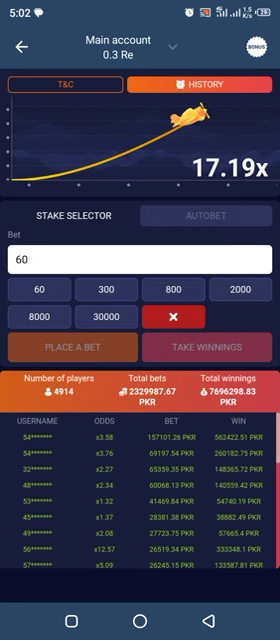 5:02
4G
1.5 K/s
28
Main account
0.3 Re
BONUS
T&C
HISTORY
17.19x
STAKE SELECTOR
AUTOBET
Bet
60
60 300 800 2000
8000 30000
PLACE A BET
TAKE WINNINGS
Number of players Total bets Total winnings
4914 2329987.67 PKR 7696298.83 PKR
USERNAME ODDS BET WIN
54******* x3.58 157101.26 PKR 562422.51 PKR
54******* x3.76 69197.54 PKR 260182.75 PKR
32******* x2.27 65359.35 PKR 148365.72 PKR
48******* x2.34 60068.13 PKR 140559.42 PKR
53******* x1.32 41469.84 PKR 54740.19 PKR
45******* x1.37 28381.38 PKR 38882.49 PKR
49******* x2.08 27723.75 PKR 57665.4 PKR
56******* x12.57 26519.34 PKR 333348.1 PKR
57******* x5.09 26245.15 PKR 133587.81 PKR